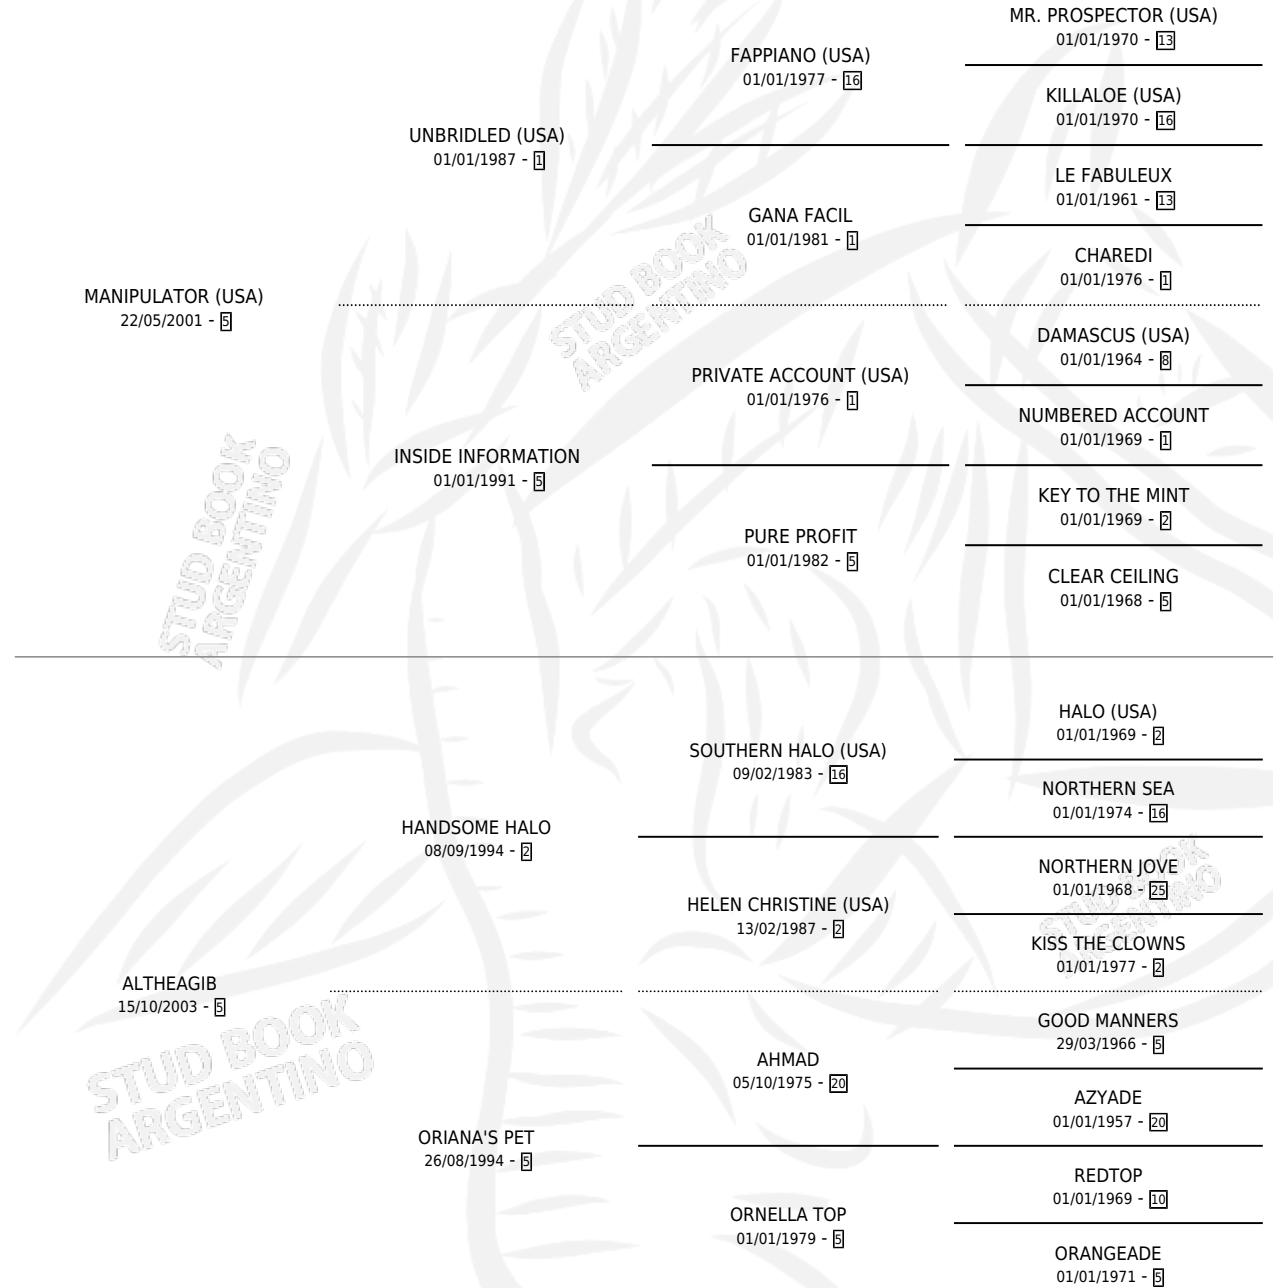 MR. PROSPECTOR (USA)
01/01/1970 - 13
FAPPIANO (USA)
01/01/1977 - 16
KILLALOE (USA)
01/01/1970 - 16
UNBRIDLED (USA)
01/01/1987 - 1
LE FABULEUX
01/01/1961 - 13
GANA FACIL
01/01/1981 - 1
CHAREDI
01/01/1976 - 1
MANIPULATOR (USA)
22/05/2001 - 5
STUD BOOK
ARGENTINO
DAMASCUS (USA)
01/01/1964 - 8
PRIVATE ACCOUNT (USA)
01/01/1976 - 1
NUMBERED ACCOUNT
01/01/1969 - 1
INSIDE INFORMATION
01/01/1991 - 5
KEY TO THE MINT
01/01/1969 - 2
PURE PROFIT
01/01/1982 - 5
CLEAR CEILING
01/01/1968 - 5
STUD BOOK
ARGENTINO
HALO (USA)
01/01/1969 - 2
SOUTHERN HALO (USA)
09/02/1983 - 16
NORTHERN SEA
01/01/1974 - 16
HANDSOME HALO
08/09/1994 - 2
NORTHERN JOVE
01/01/1968 - 25
HELEN CHRISTINE (USA)
13/02/1987 - 2
STUD BOOK
ARGENTINO
KISS THE CLOWNS
01/01/1977 - 2
ALTHEAGIB
15/10/2003 - 5
GOOD MANNERS
29/03/1966 - 5
AHMAD
05/10/1975 - 20
STUD BOOK
ARGENTINO
AZYADE
01/01/1957 - 20
ORIANA'S PET
26/08/1994 - 5
REDTOP
01/01/1969 - 10
ORNELLA TOP
01/01/1979 - 5
ORANGEADE
01/01/1971 - 5